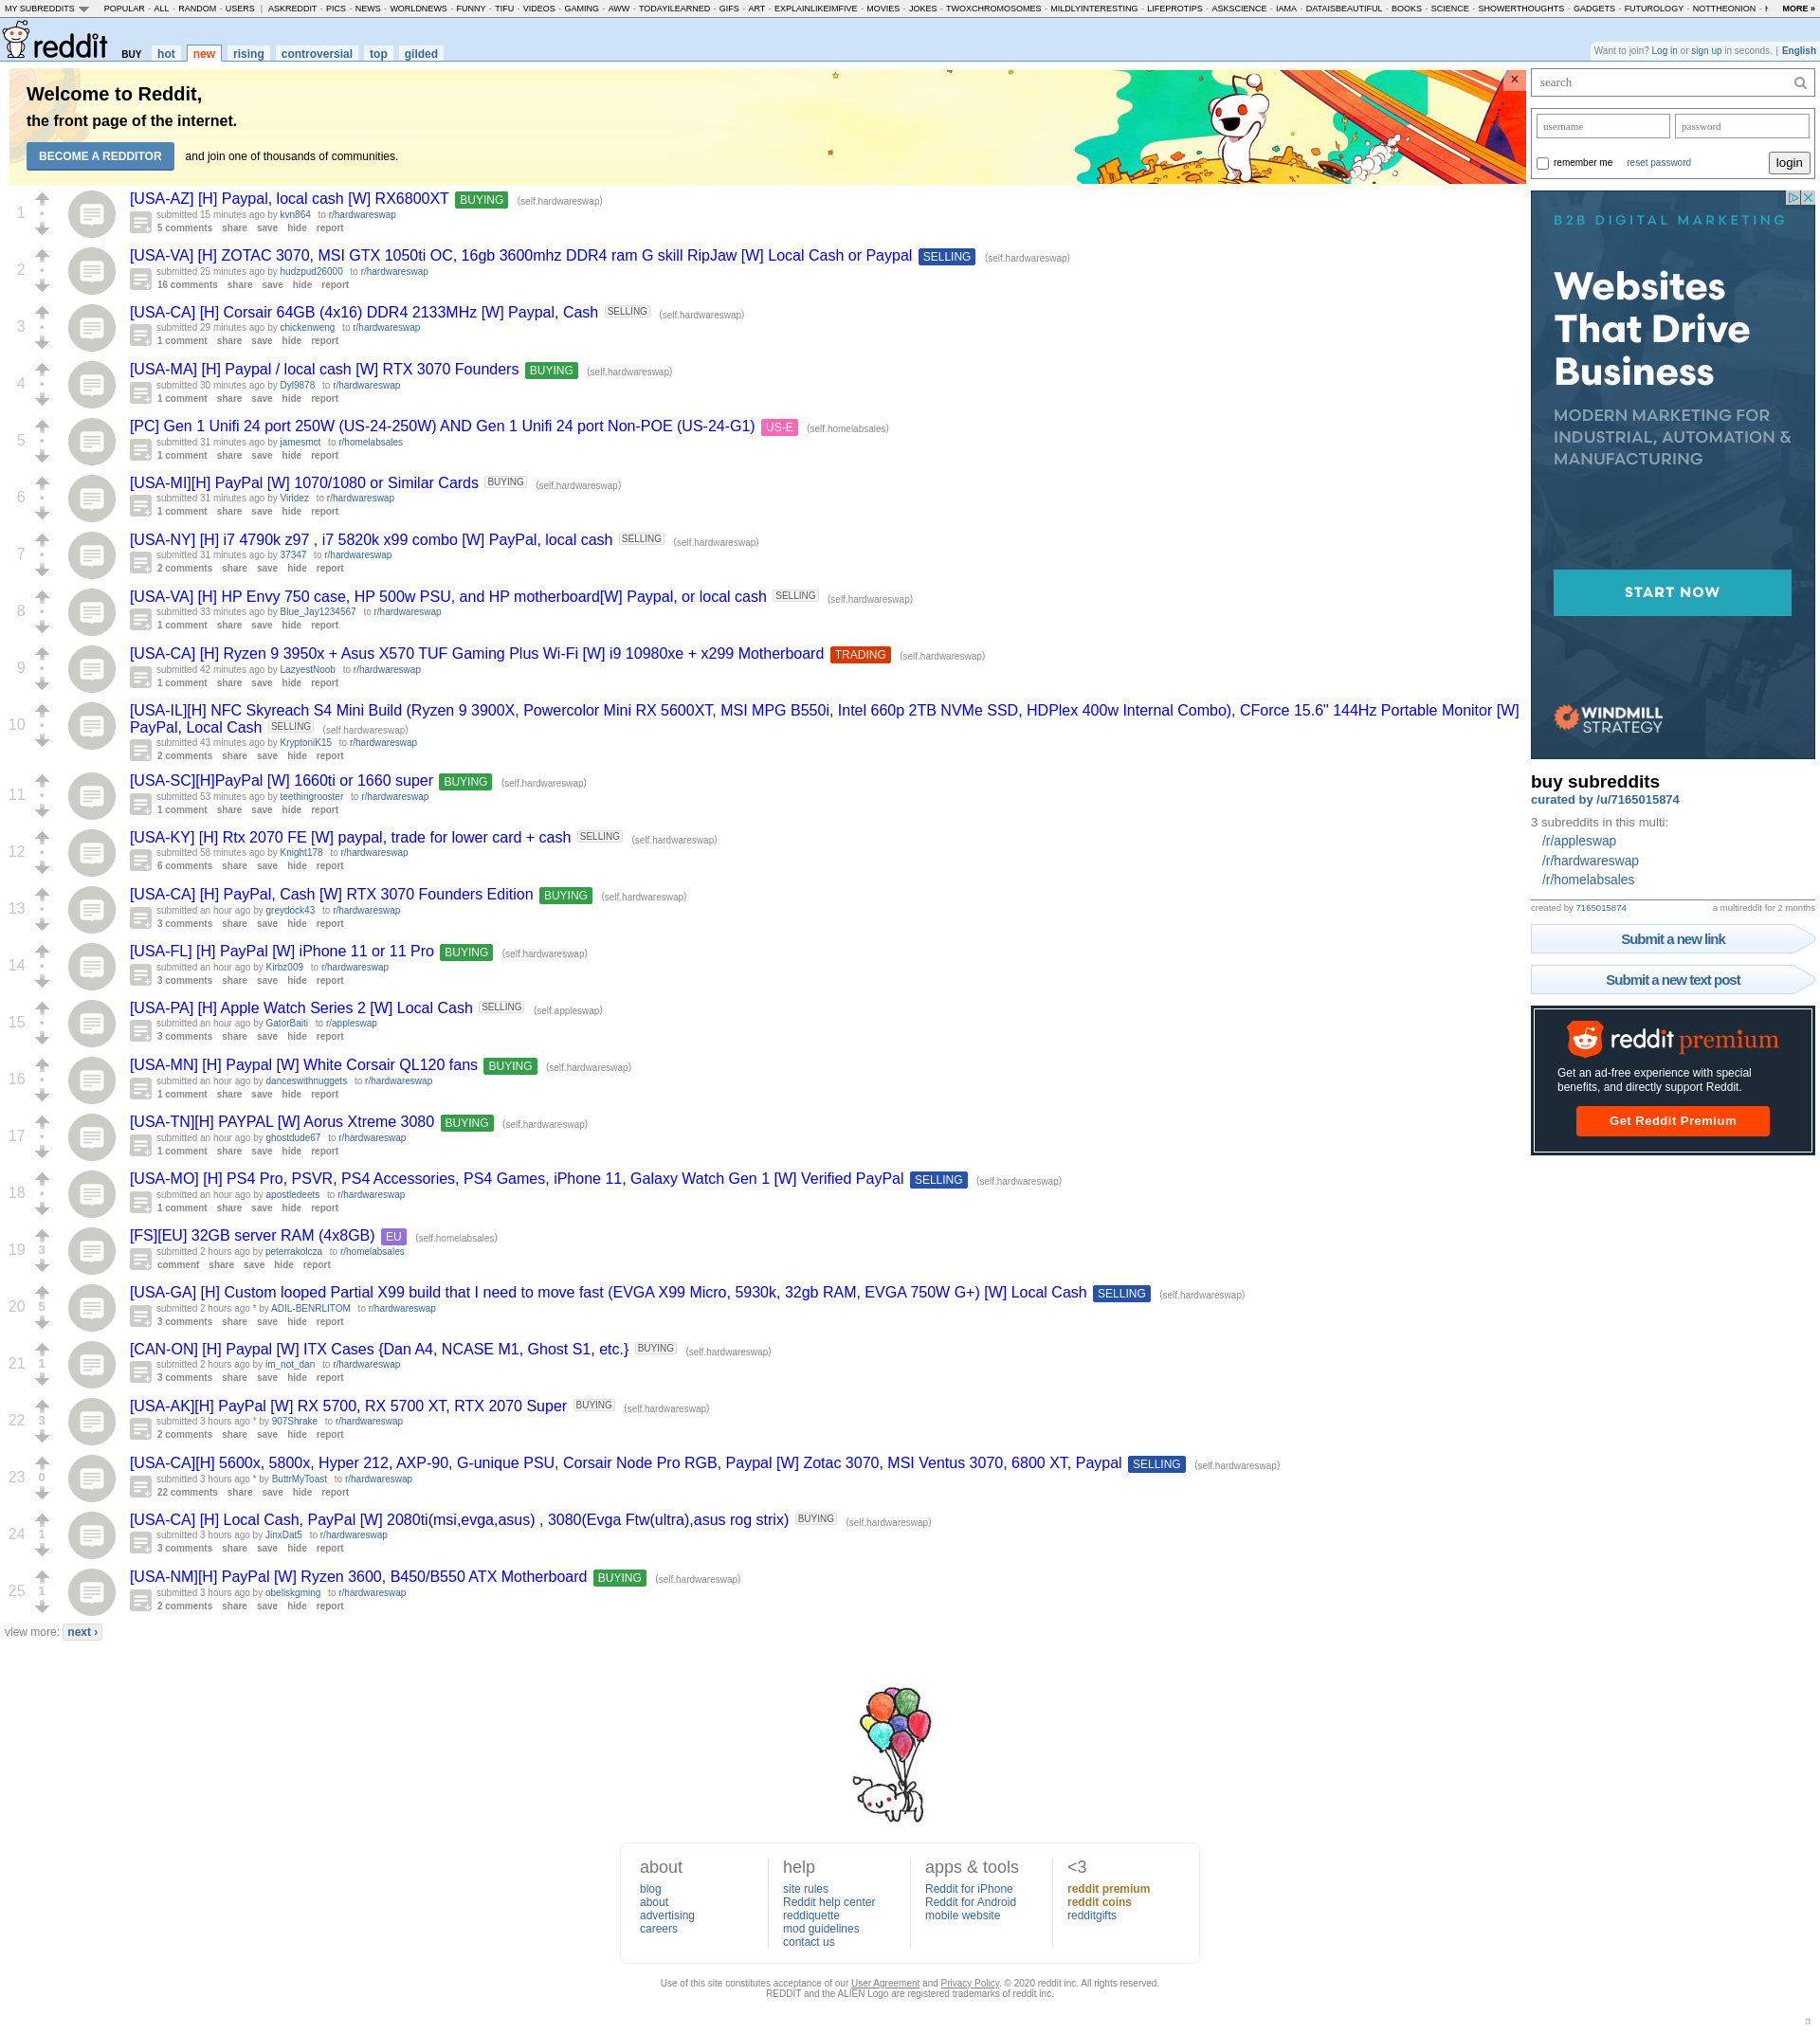 MY SUBREDDITS POPULAR - ALL - RANDOM - USERS | ASKREDDIT - PICS - NEWS - WORLDNEWS - FUNNY - TIFU - VIDEOS - GAMING - AWW - TODAYILEARNED - GIFS - ART - EXPLAINLIKEIMFIVE - MOVIES - JOKES - TWOXCHROMOSOMES - MILDLYINTERESTING - LIFEPROTIPS - ASKSCIENCE - IAMA - DATAISBEAUTIFUL - BOOKS - SCIENCE - SHOWERTHOUGHTS - GADGETS - FUTUROLOGY - NOTTHEONION - MORE »
reddit BUY hot new rising controversial top gilded
Want to join? Log in or sign up in seconds. | English
Welcome to Reddit,
the front page of the internet.
BECOME A REDDITOR and join one of thousands of communities.
×
1
[USA-AZ] [H] Paypal, local cash [W] RX6800XT BUYING (self.hardwareswap)
submitted 15 minutes ago by kvn864 to r/hardwareswap
5 comments share save hide report
2
[USA-VA] [H] ZOTAC 3070, MSI GTX 1050ti OC, 16gb 3600mhz DDR4 ram G skill RipJaw [W] Local Cash or Paypal SELLING (self.hardwareswap)
submitted 25 minutes ago by hudzpud26000 to r/hardwareswap
16 comments share save hide report
3
[USA-CA] [H] Corsair 64GB (4x16) DDR4 2133MHz [W] Paypal, Cash SELLING (self.hardwareswap)
submitted 29 minutes ago by chickenweng to r/hardwareswap
1 comment share save hide report
4
[USA-MA] [H] Paypal / local cash [W] RTX 3070 Founders BUYING (self.hardwareswap)
submitted 30 minutes ago by Dyl9878 to r/hardwareswap
1 comment share save hide report
5
[PC] Gen 1 Unifi 24 port 250W (US-24-250W) AND Gen 1 Unifi 24 port Non-POE (US-24-G1) US-E (self.homelabsales)
submitted 31 minutes ago by jamesmct to r/homelabsales
1 comment share save hide report
6
[USA-MI][H] PayPal [W] 1070/1080 or Similar Cards BUYING (self.hardwareswap)
submitted 31 minutes ago by Viridez to r/hardwareswap
1 comment share save hide report
7
[USA-NY] [H] i7 4790k z97 , i7 5820k x99 combo [W] PayPal, local cash SELLING (self.hardwareswap)
submitted 31 minutes ago by 37347 to r/hardwareswap
2 comments share save hide report
8
[USA-VA] [H] HP Envy 750 case, HP 500w PSU, and HP motherboard[W] Paypal, or local cash SELLING (self.hardwareswap)
submitted 33 minutes ago by Blue_Jay1234567 to r/hardwareswap
1 comment share save hide report
9
[USA-CA] [H] Ryzen 9 3950x + Asus X570 TUF Gaming Plus Wi-Fi [W] i9 10980xe + x299 Motherboard TRADING (self.hardwareswap)
submitted 42 minutes ago by LazyestNoob to r/hardwareswap
1 comment share save hide report
10
[USA-IL][H] NFC Skyreach S4 Mini Build (Ryzen 9 3900X, Powercolor Mini RX 5600XT, MSI MPG B550i, Intel 660p 2TB NVMe SSD, HDPlex 400w Internal Combo), CForce 15.6" 144Hz Portable Monitor [W]
PayPal, Local Cash SELLING (self.hardwareswap)
submitted 43 minutes ago by KryptoniK15 to r/hardwareswap
2 comments share save hide report
11
[USA-SC][H]PayPal [W] 1660ti or 1660 super BUYING (self.hardwareswap)
submitted 53 minutes ago by teethingrooster to r/hardwareswap
1 comment share save hide report
12
[USA-KY] [H] Rtx 2070 FE [W] paypal, trade for lower card + cash SELLING (self.hardwareswap)
submitted 58 minutes ago by Knight178 to r/hardwareswap
6 comments share save hide report
13
[USA-CA] [H] PayPal, Cash [W] RTX 3070 Founders Edition BUYING (self.hardwareswap)
submitted an hour ago by greydock43 to r/hardwareswap
3 comments share save hide report
14
[USA-FL] [H] PayPal [W] iPhone 11 or 11 Pro BUYING (self.hardwareswap)
submitted an hour ago by Kirbz009 to r/hardwareswap
3 comments share save hide report
15
[USA-PA] [H] Apple Watch Series 2 [W] Local Cash SELLING (self.appleswap)
submitted an hour ago by GatorBaiti to r/appleswap
3 comments share save hide report
16
[USA-MN] [H] Paypal [W] White Corsair QL120 fans BUYING (self.hardwareswap)
submitted an hour ago by danceswithnuggets to r/hardwareswap
1 comment share save hide report
17
[USA-TN][H] PAYPAL [W] Aorus Xtreme 3080 BUYING (self.hardwareswap)
submitted an hour ago by ghostdude67 to r/hardwareswap
1 comment share save hide report
18
[USA-MO] [H] PS4 Pro, PSVR, PS4 Accessories, PS4 Games, iPhone 11, Galaxy Watch Gen 1 [W] Verified PayPal SELLING (self.hardwareswap)
submitted an hour ago by apostledeets to r/hardwareswap
1 comment share save hide report
19 3
[FS][EU] 32GB server RAM (4x8GB) EU (self.homelabsales)
submitted 2 hours ago by peterrakolcza to r/homelabsales
comment share save hide report
20 5
[USA-GA] [H] Custom looped Partial X99 build that I need to move fast (EVGA X99 Micro, 5930k, 32gb RAM, EVGA 750W G+) [W] Local Cash SELLING (self.hardwareswap)
submitted 2 hours ago * by ADIL-BENRLITOM to r/hardwareswap
3 comments share save hide report
21 1
[CAN-ON] [H] Paypal [W] ITX Cases {Dan A4, NCASE M1, Ghost S1, etc.} BUYING (self.hardwareswap)
submitted 2 hours ago by im_not_dan to r/hardwareswap
3 comments share save hide report
22 3
[USA-AK][H] PayPal [W] RX 5700, RX 5700 XT, RTX 2070 Super BUYING (self.hardwareswap)
submitted 3 hours ago * by 907Shrake to r/hardwareswap
2 comments share save hide report
23 0
[USA-CA][H] 5600x, 5800x, Hyper 212, AXP-90, G-unique PSU, Corsair Node Pro RGB, Paypal [W] Zotac 3070, MSI Ventus 3070, 6800 XT, Paypal SELLING (self.hardwareswap)
submitted 3 hours ago * by ButtrMyToast to r/hardwareswap
22 comments share save hide report
24 1
[USA-CA] [H] Local Cash, PayPal [W] 2080ti(msi,evga,asus) , 3080(Evga Ftw(ultra),asus rog strix) BUYING (self.hardwareswap)
submitted 3 hours ago by JinxDat5 to r/hardwareswap
3 comments share save hide report
25 1
[USA-NM][H] PayPal [W] Ryzen 3600, B450/B550 ATX Motherboard BUYING (self.hardwareswap)
submitted 3 hours ago by obeliskgming to r/hardwareswap
2 comments share save hide report
view more: next ›
search
username password
remember me reset password login
B2B DIGITAL MARKETING
Websites
That Drive
Business
MODERN MARKETING FOR
INDUSTRIAL, AUTOMATION &
MANUFACTURING
START NOW
WINDMILL
STRATEGY
buy subreddits
curated by /u/7165015874
3 subreddits in this multi:
/r/appleswap
/r/hardwareswap
/r/homelabsales
created by 7165015874 a multireddit for 2 months
Submit a new link
Submit a new text post
reddit premium
Get an ad-free experience with special
benefits, and directly support Reddit.
Get Reddit Premium
about
blog
about
advertising
careers
help
site rules
Reddit help center
reddiquette
mod guidelines
contact us
apps & tools
Reddit for iPhone
Reddit for Android
mobile website
<3
reddit premium
reddit coins
redditgifts
Use of this site constitutes acceptance of our User Agreement and Privacy Policy. © 2020 reddit inc. All rights reserved.
REDDIT and the ALIEN Logo are registered trademarks of reddit inc.
π